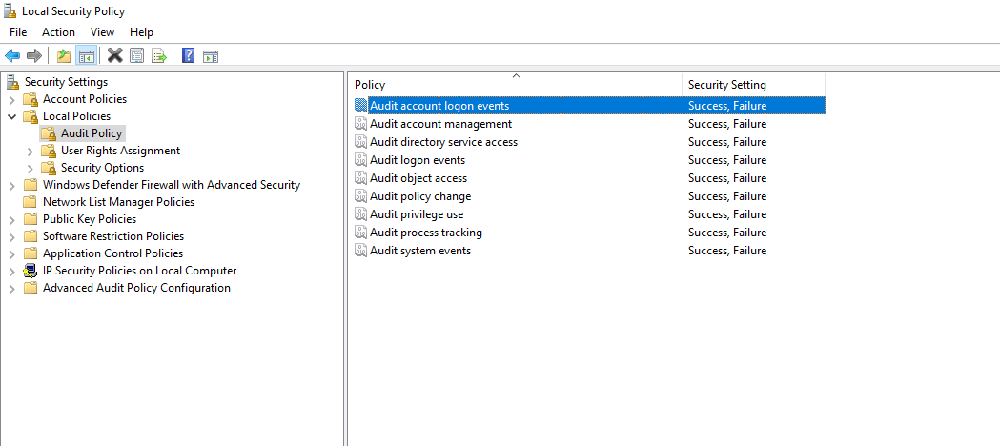 Local Security Policy
File Action View Help
Security Settings
Account Policies
Local Policies
Audit Policy
User Rights Assignment
Security Options
Windows Defender Firewall with Advanced Security
Network List Manager Policies
Public Key Policies
Software Restriction Policies
Application Control Policies
IP Security Policies on Local Computer
Advanced Audit Policy Configuration
Policy Security Setting
Audit account logon events Success, Failure
Audit account management Success, Failure
Audit directory service access Success, Failure
Audit logon events Success, Failure
Audit object access Success, Failure
Audit policy change Success, Failure
Audit privilege use Success, Failure
Audit process tracking Success, Failure
Audit system events Success, Failure